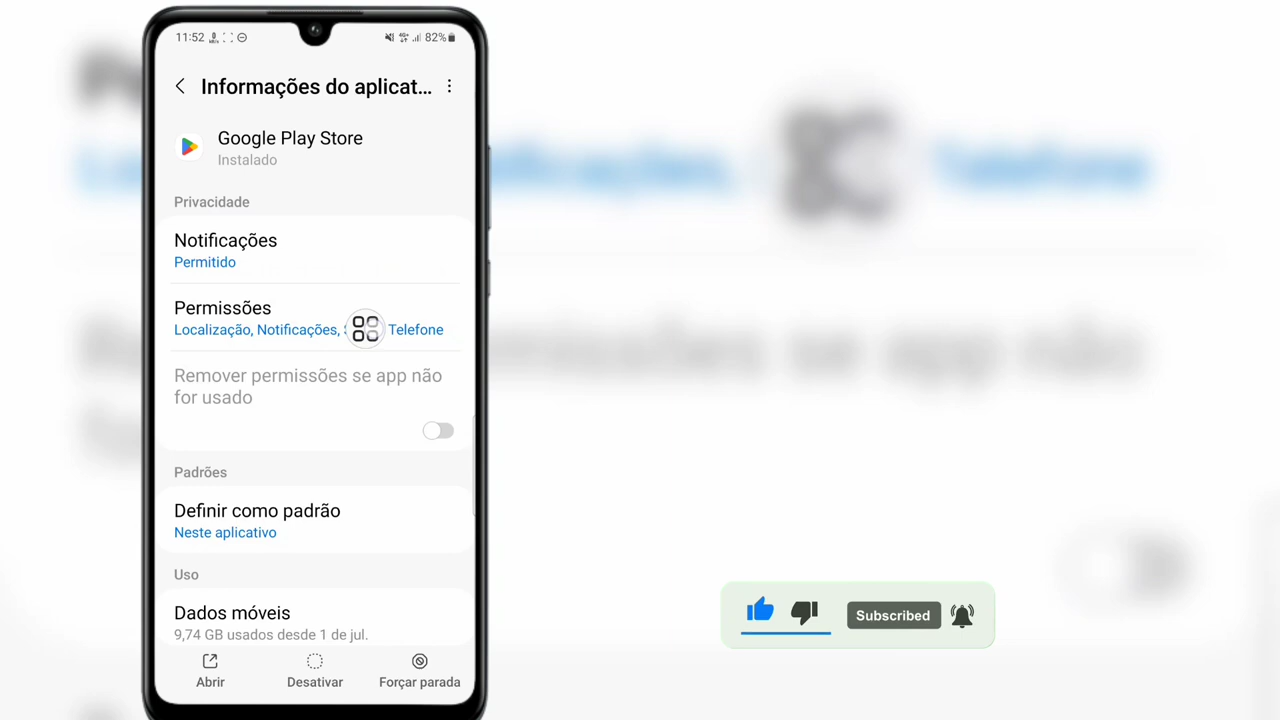 11:52
82%
Informações do aplicat...
Google Play Store
Instalado
Privacidade
Notificações
Permitido
Permissões
Localização, Notificações, Telefone
Remover permissões se app não
for usado
Padrões
Definir como padrão
Neste aplicativo
Uso
Dados móveis
9,74 GB usados desde 1 de jul.
Abrir
Desativar
Forçar parada
Subscribed